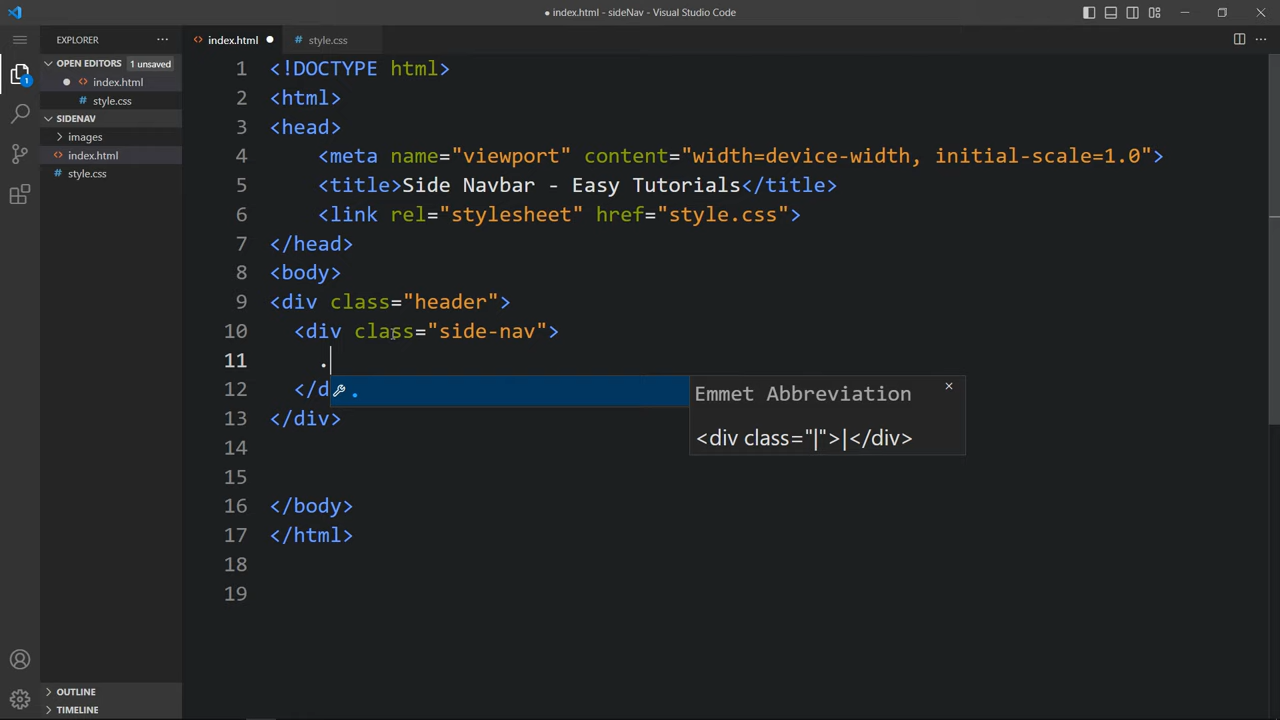 ● index.html - sideNav - Visual Studio Code
EXPLORER ···
index.html ●
# style.css
OPEN EDITORS 1 unsaved
● <> index.html
# style.css
SIDENAV
images
<> index.html
# style.css
1
OUTLINE
TIMELINE
1 <!DOCTYPE html>
2 <html>
3 <head>
4 <meta name="viewport" content="width=device-width, initial-scale=1.0">
5 <title>Side Navbar - Easy Tutorials</title>
6 <link rel="stylesheet" href="style.css">
7 </head>
8 <body>
9 <div class="header">
10 <div class="side-nav">
11 .
12 </d
.
Emmet Abbreviation ×
<div class="|">|</div>
13 </div>
14
15
16 </body>
17 </html>
18
19